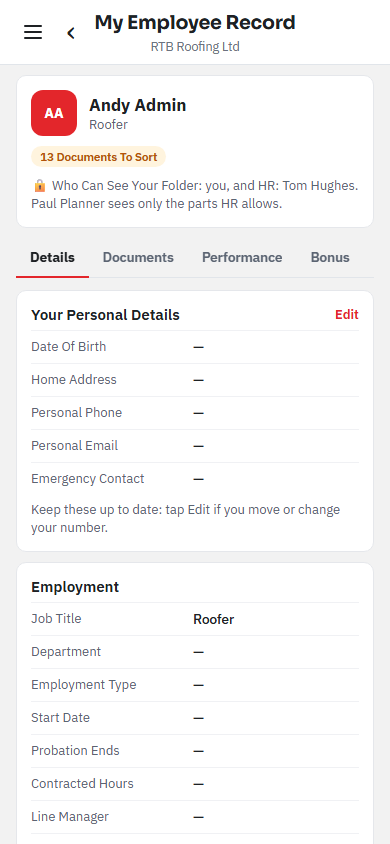 My Employee Record
RTB Roofing Ltd
AA
Andy Admin
Roofer
13 Documents To Sort
🔒 Who Can See Your Folder: you, and HR: Tom Hughes.
Paul Planner sees only the parts HR allows.
Details Documents Performance Bonus
Your Personal Details Edit
Date Of Birth —
Home Address —
Personal Phone —
Personal Email —
Emergency Contact —
Keep these up to date: tap Edit if you move or change
your number.
Employment
Job Title Roofer
Department —
Employment Type —
Start Date —
Probation Ends —
Contracted Hours —
Line Manager —